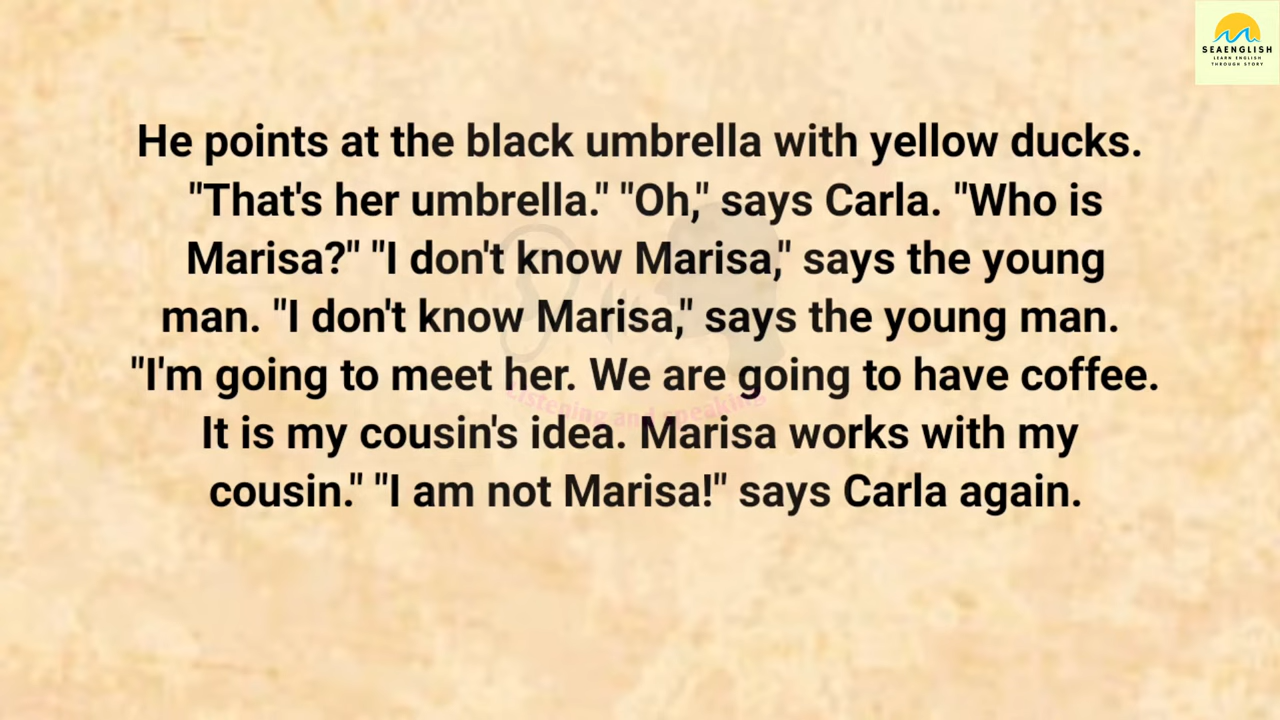 SEAENGLISH
LEARN ENGLISH
THROUGH STORY
He points at the black umbrella with yellow ducks.
"That's her umbrella." "Oh," says Carla. "Who is
Marisa?" "I don't know Marisa," says the young
man. "I don't know Marisa," says the young man.
"I'm going to meet her. We are going to have coffee.
It is my cousin's idea. Marisa works with my
cousin." "I am not Marisa!" says Carla again.
Listening and speaking